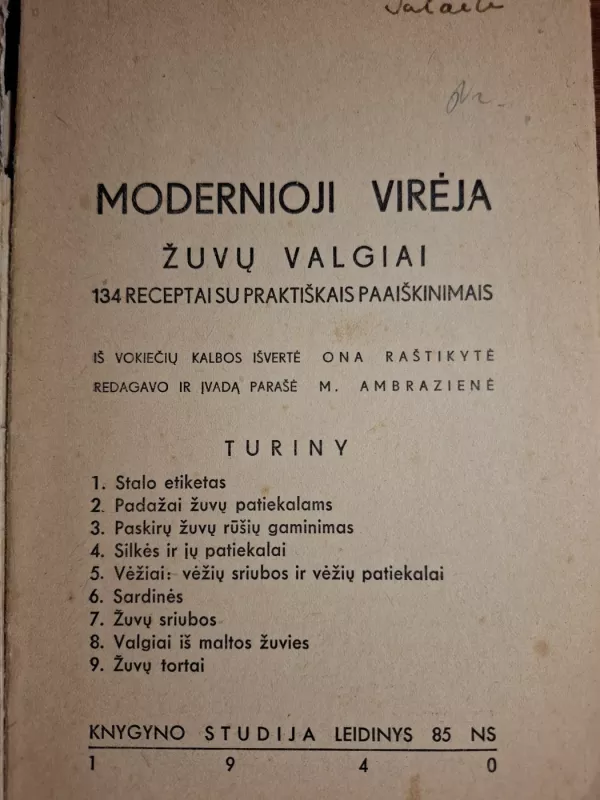 MODERNIOJI VIRĖJA
ŽUVŲ VALGIAI
134 RECEPTAI SU PRAKTIŠKAIS PAAIŠKINIMAIS
IŠ VOKIEČIŲ KALBOS IŠVERTĖ ONA RAŠTIKYTĖ
REDAGAVO IR ĮVADĄ PARAŠĖ M. AMBRAZIENĖ
TURINY
1. Stalo etiketas
2. Padažai žuvų patiekalams
3. Paskirų žuvų rūšių gaminimas
4. Silkės ir jų patiekalai
5. Vėžiai: vėžių sriubos ir vėžių patiekalai
6. Sardinės
7. Žuvų sriubos
8. Valgiai iš maltos žuvies
9. Žuvų tortai
KNYGYNO STUDIJA LEIDINYS 85 NS
1 9 4 0